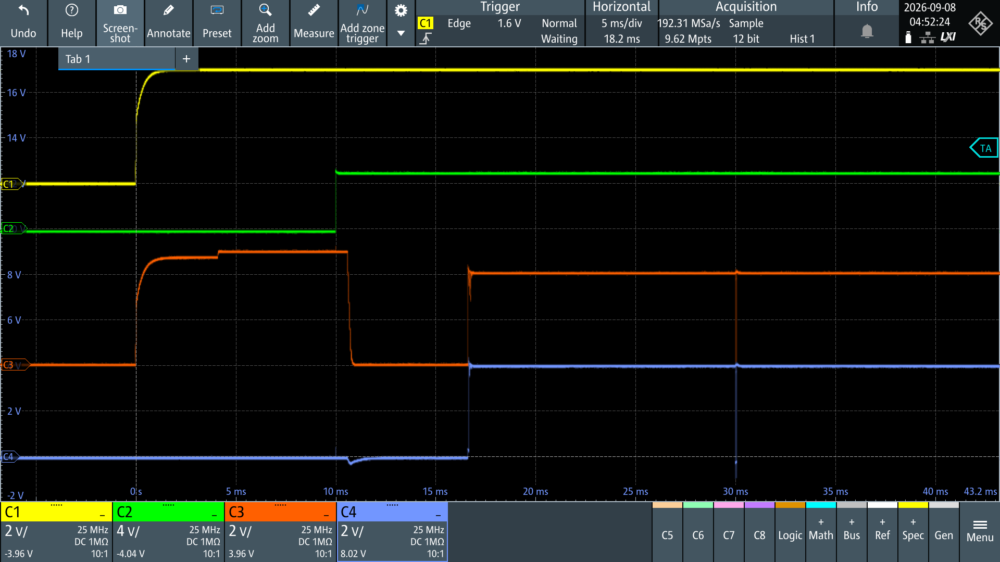 Undo
Help
Screen-
shot
Annotate
Preset
Add
zoom
Measure
Add zone
trigger
Trigger
C1 Edge 1.6 V Normal
Waiting
Horizontal
5 ms/div
18.2 ms
Acquisition
192.31 MSa/s Sample
9.62 Mpts 12 bit Hist 1
Info
2026-09-08
04:52:24
LXI
R&S
Tab 1 +
18 V
16 V
14 V
TA
C1
C2
8 V
6 V
C3
2 V
C4
-2 V
0 s 5 ms 10 ms 15 ms 20 ms 25 ms 30 ms 35 ms 40 ms 43.2 ms
C1
2 V/ 25 MHz
DC 1MΩ
-3.96 V 10:1
C2
4 V/ 25 MHz
DC 1MΩ
-4.04 V 10:1
C3
2 V/ 25 MHz
DC 1MΩ
3.96 V 10:1
C4
2 V/ 25 MHz
DC 1MΩ
8.02 V 10:1
C5
C6
C7
C8
Logic
+
Math
+
Bus
+
Ref
+
Spec
Gen
Menu